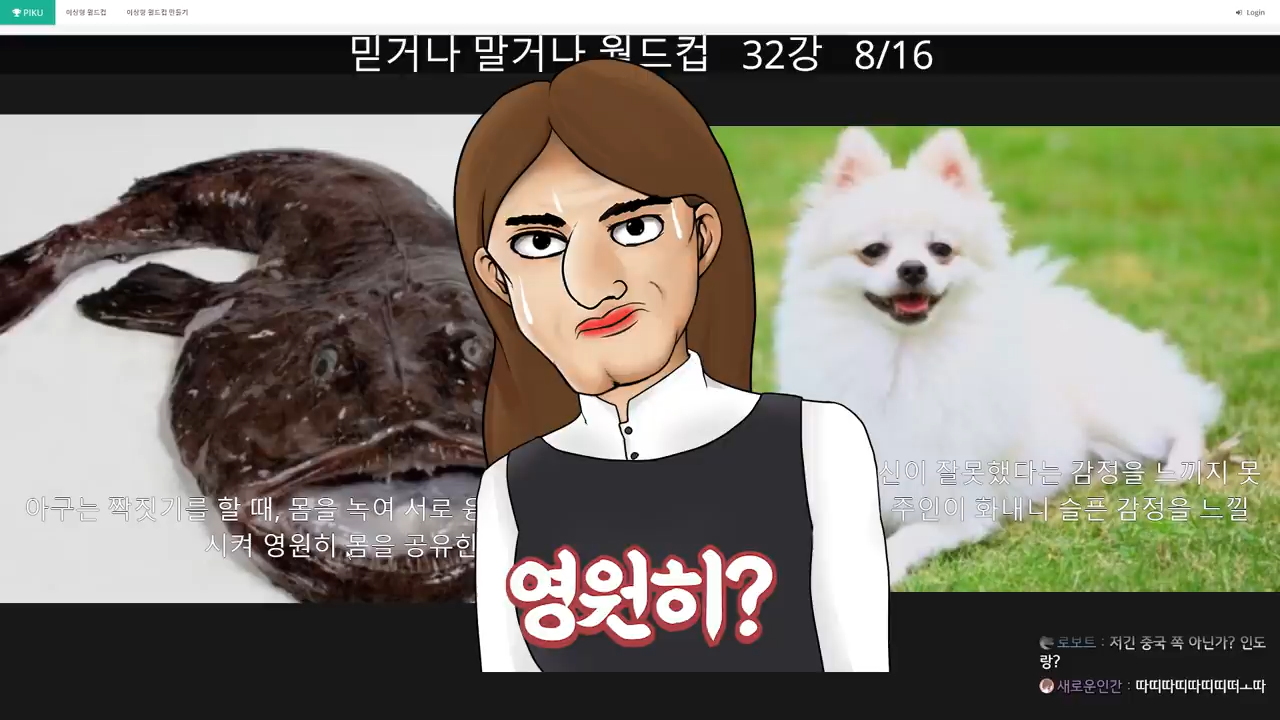 PIKU 이상형 월드컵 이상형 월드컵 만들기 Login
믿거나 말거나 월드컵 32강 8/16
신이 잘못했다는 감정을 느끼지 못
아구는 짝짓기를 할 때, 몸을 녹여 서로
주인이 화내니 슬픈 감정을 느낄
시켜 영원히 몸을 공유한
영원히?
로보트 : 저긴 중국 쪽 아닌가? 인도
랑?
새로운인간 : 따띠따띠따띠띠떠ㅗ따